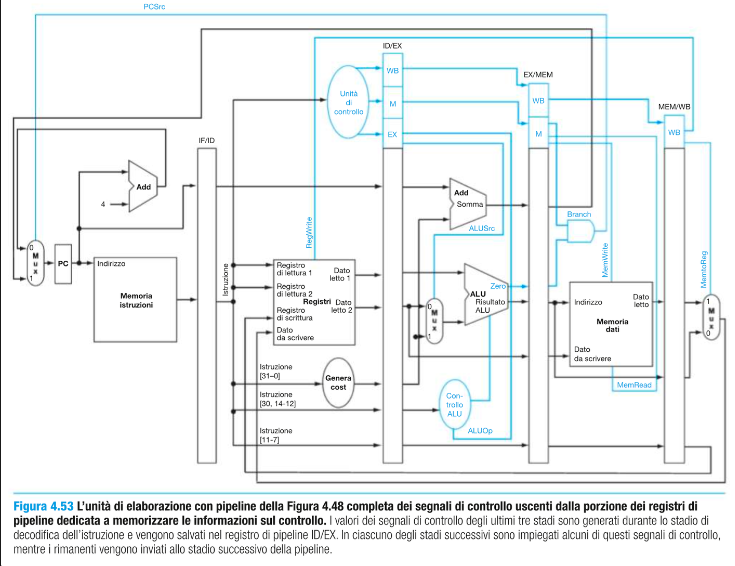 PCSrc
ID/EX
WB
EX/MEM
Unità
di
controllo
M
WB
MEM/WB
EX
M
WB
IF/ID
Add
4
Add
Somma
ALUSrc
Branch
RegWrite
MemWrite
MemtoReg
0
M
u
x
1
PC
Indirizzo
Memoria
istruzioni
Istruzione
Registro
di lettura 1
Dato
letto 1
Registro
di lettura 2
Registri
Dato
letto 2
Registro
di scrittura
Dato
da scrivere
0
M
u
x
1
Zero
ALU
Risultato
ALU
Indirizzo
Dato
letto
Memoria
dati
Dato
da scrivere
1
M
u
x
0
MemRead
Istruzione
[31–0]
Genera
cost
Istruzione
[30, 14-12]
Con-
trollo
ALU
ALUOp
Istruzione
[11-7]
Figura 4.53 L'unità di elaborazione con pipeline della Figura 4.48 completa dei segnali di controllo uscenti dalla porzione dei registri di
pipeline dedicata a memorizzare le informazioni sul controllo. I valori dei segnali di controllo degli ultimi tre stadi sono generati durante lo stadio di
decodifica dell'istruzione e vengono salvati nel registro di pipeline ID/EX. In ciascuno degli stadi successivi sono impiegati alcuni di questi segnali di controllo,
mentre i rimanenti vengono inviati allo stadio successivo della pipeline.